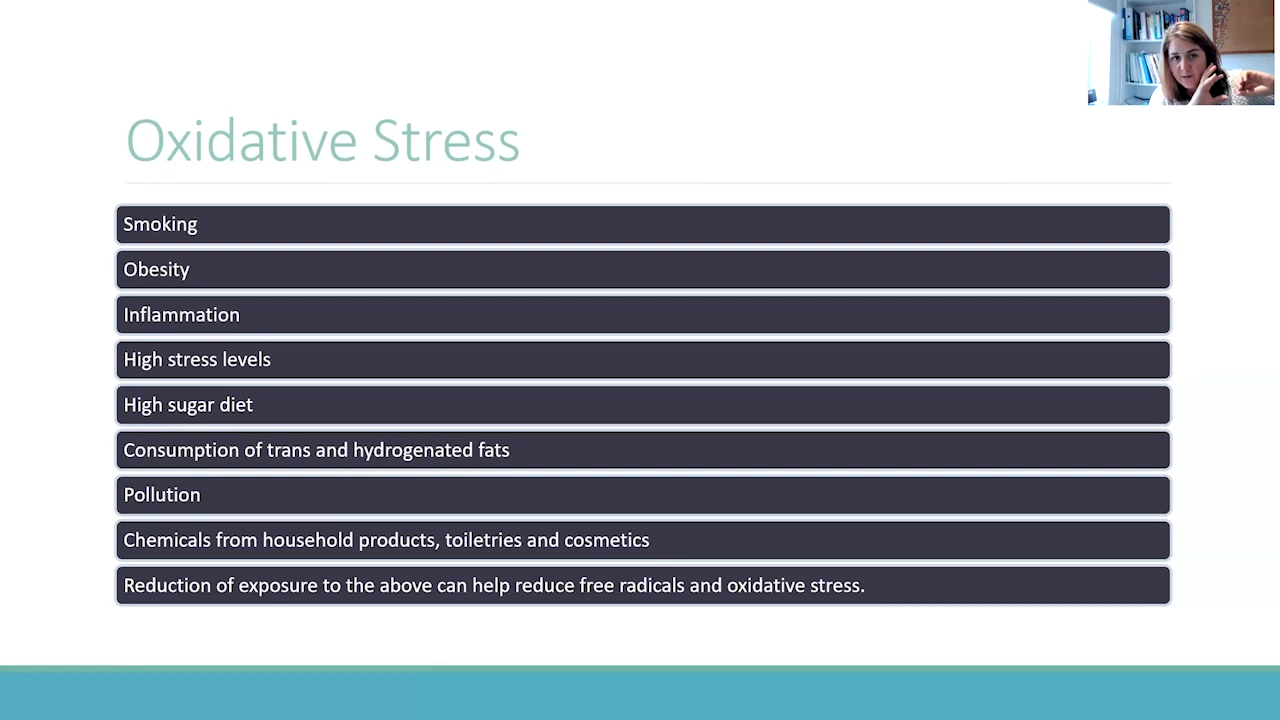 Oxidative Stress
Smoking
Obesity
Inflammation
High stress levels
High sugar diet
Consumption of trans and hydrogenated fats
Pollution
Chemicals from household products, toiletries and cosmetics
Reduction of exposure to the above can help reduce free radicals and oxidative stress.